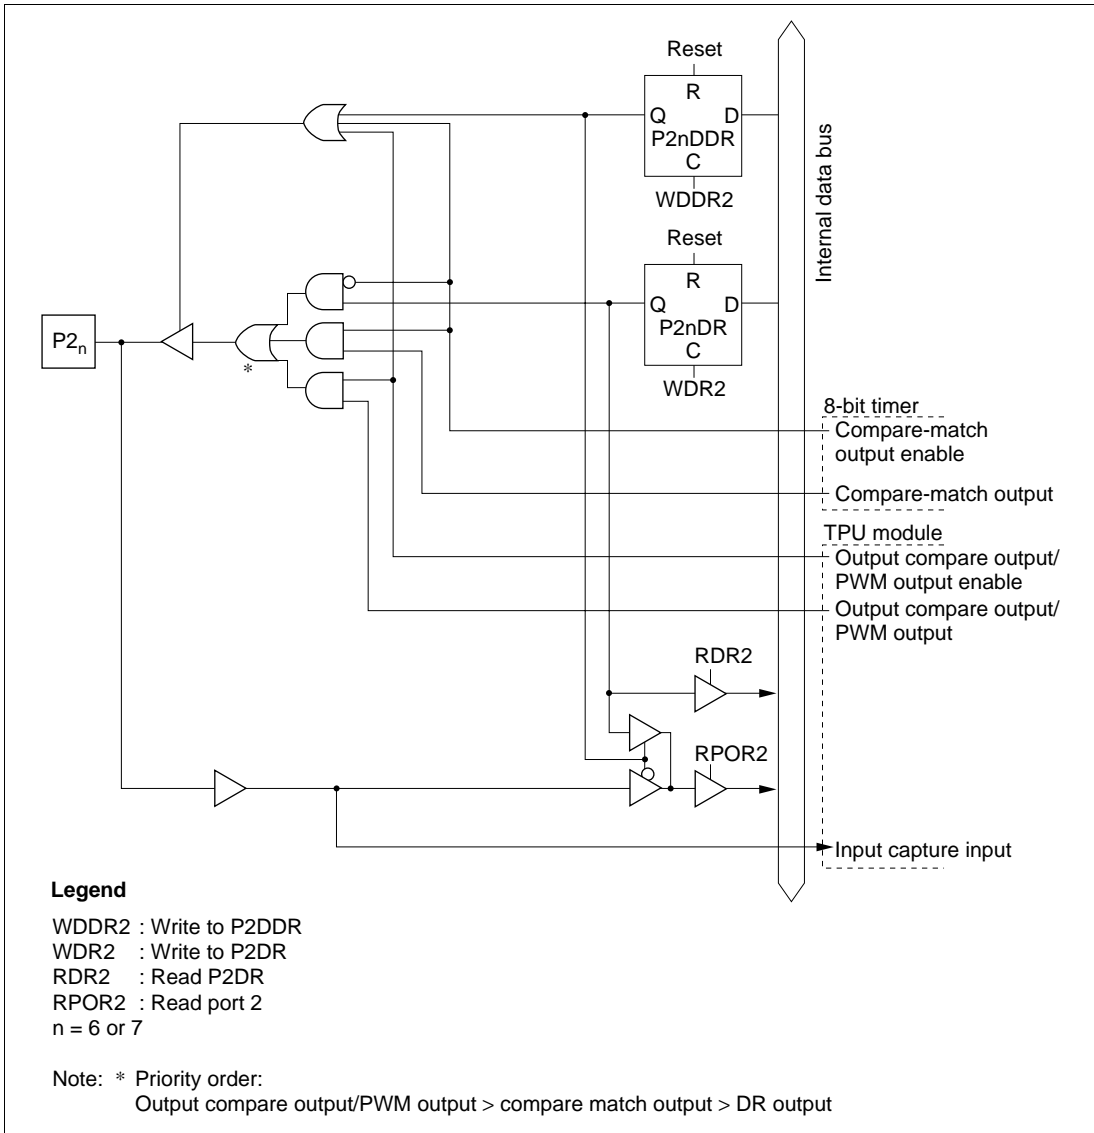 Reset
R
Q D
P2nDDR
C
WDDR2
Internal data bus
Reset
R
Q D
P2nDR
C
WDR2
P2n
*
8-bit timer
Compare-match
output enable
Compare-match output
TPU module
Output compare output/
PWM output enable
Output compare output/
PWM output
RDR2
RPOR2
Input capture input
Legend
WDDR2 : Write to P2DDR
WDR2 : Write to P2DR
RDR2 : Read P2DR
RPOR2 : Read port 2
n = 6 or 7
Note: * Priority order:
Output compare output/PWM output > compare match output > DR output